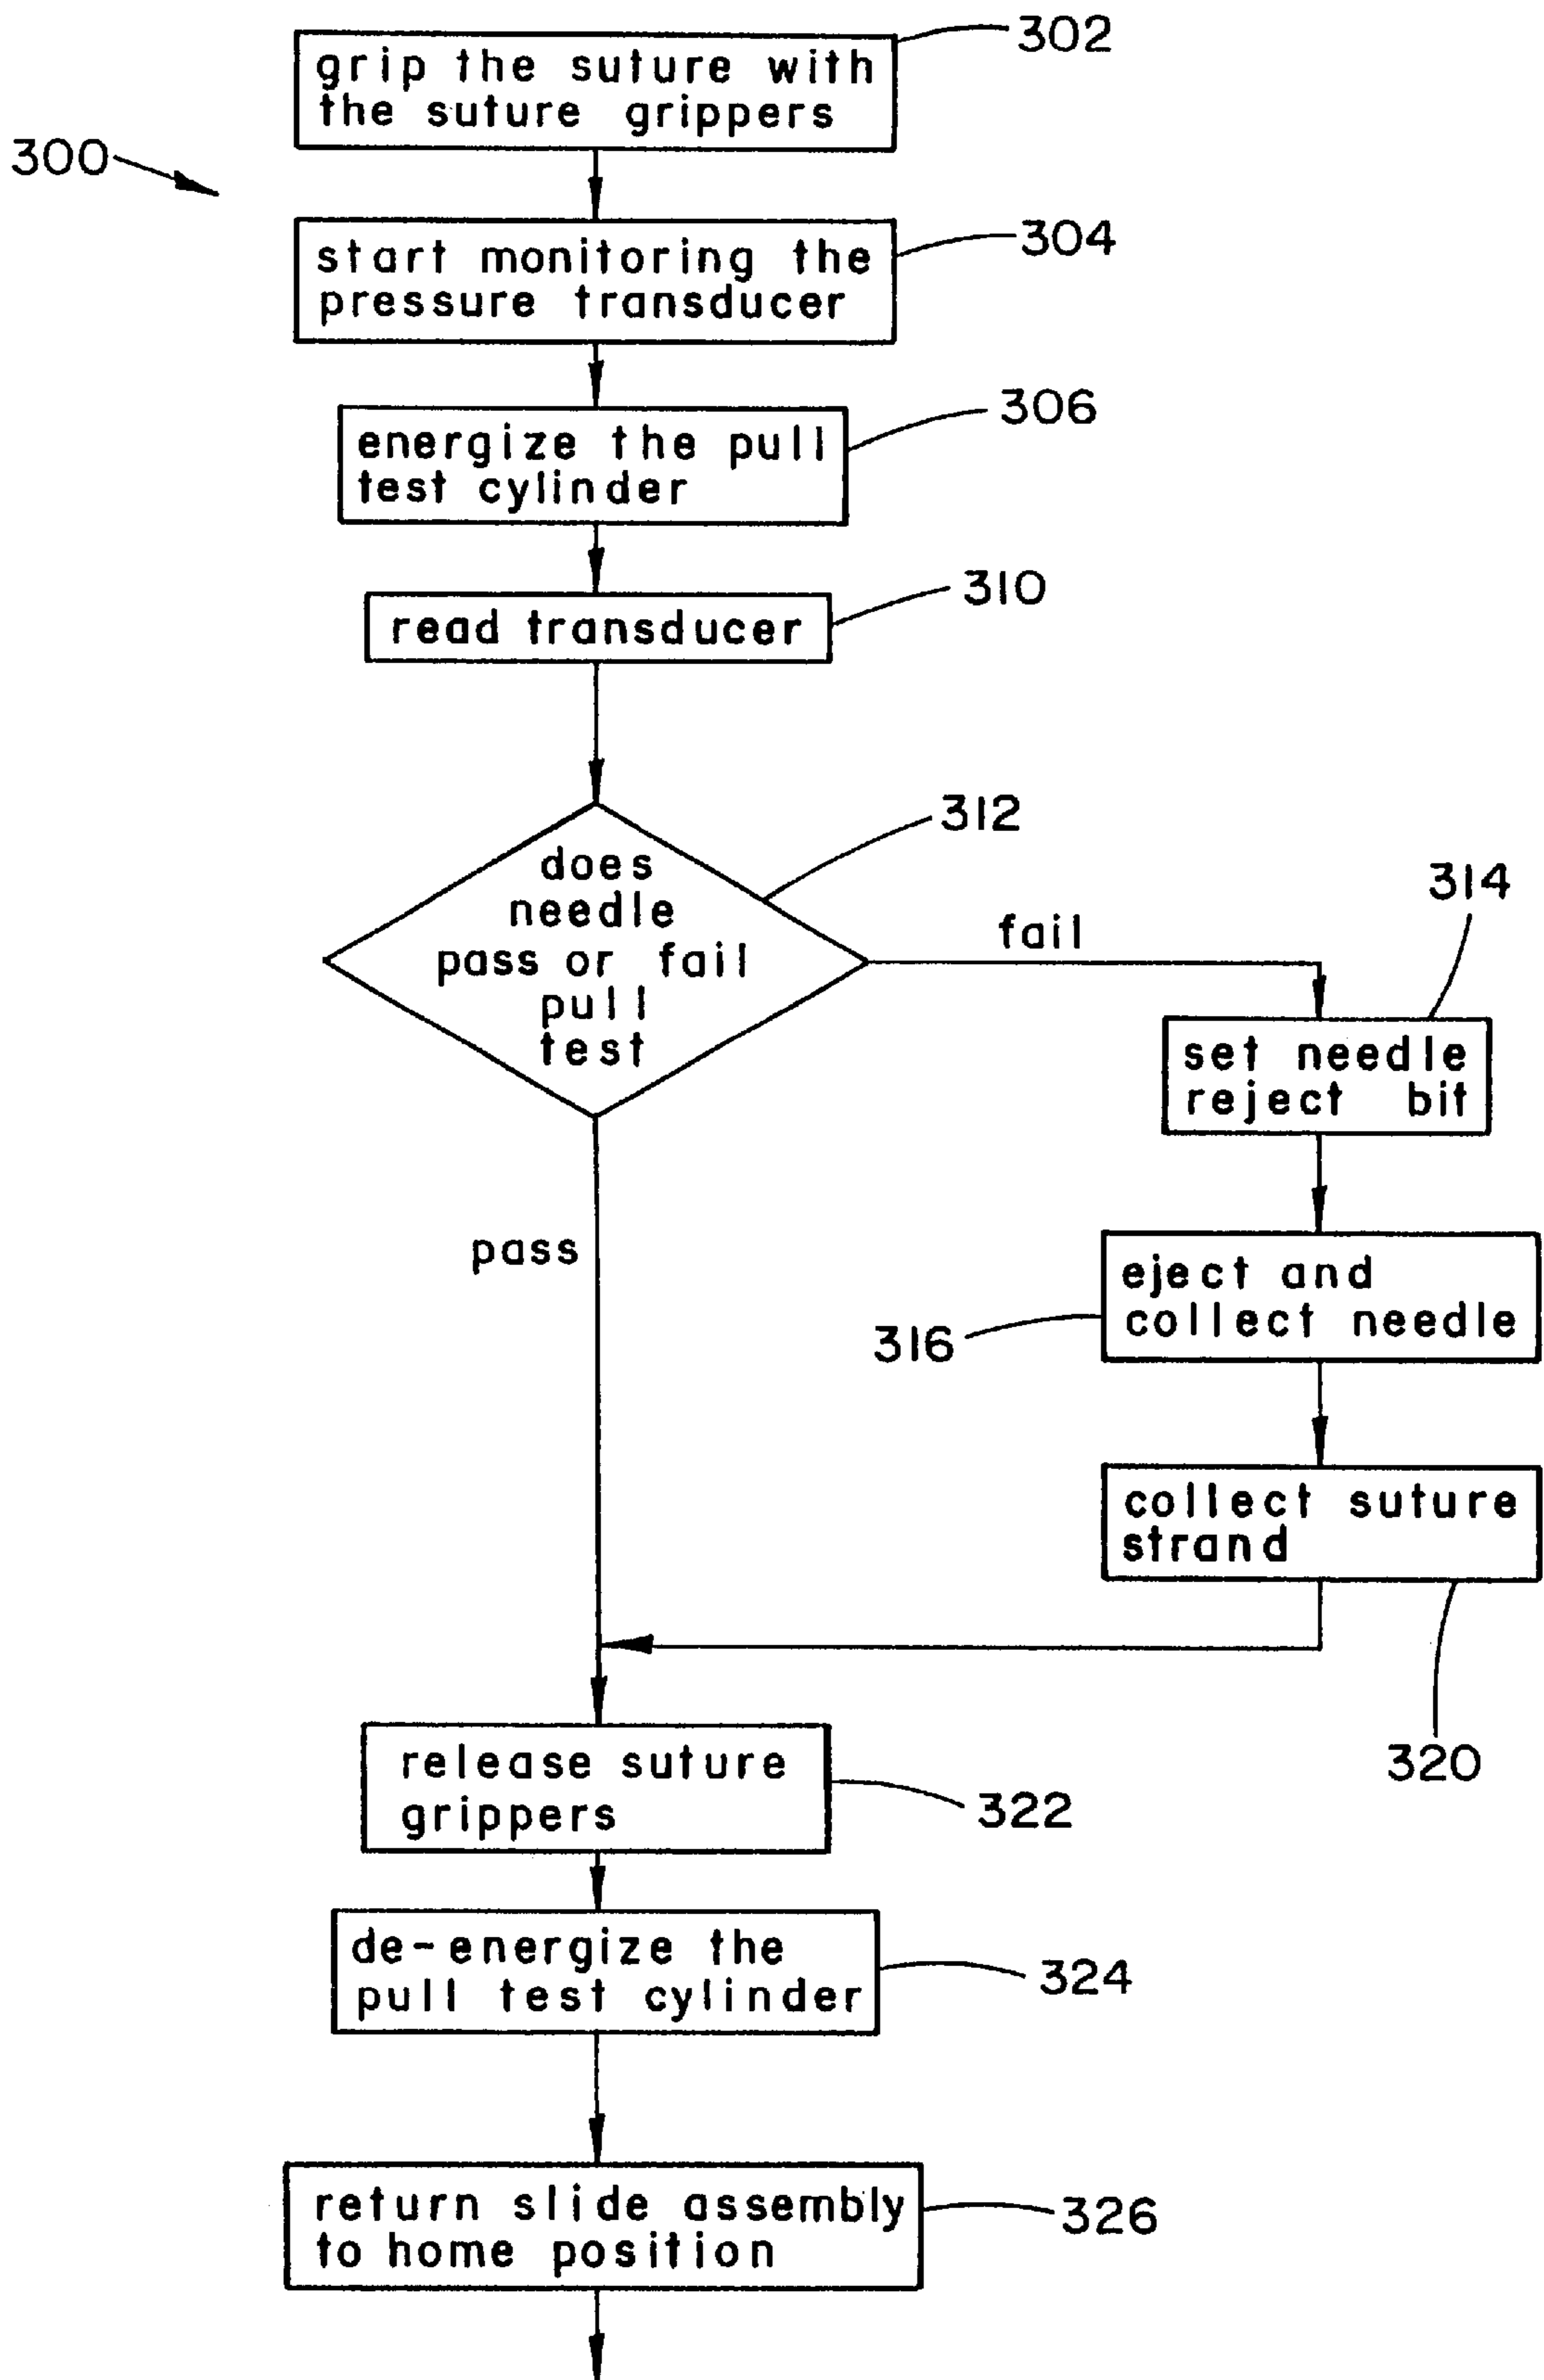 302
grip the suture with
the suture grippers
300
304
start monitoring the
pressure transducer
306
energize the pull
test cylinder
310
read transducer
312
does
needle
pass or fail
pull
test
fail
314
set needle
reject bit
pass
316
eject and
collect needle
collect suture
strand
320
release suture
grippers
322
de-energize the
pull test cylinder
324
return slide assembly
to home position
326